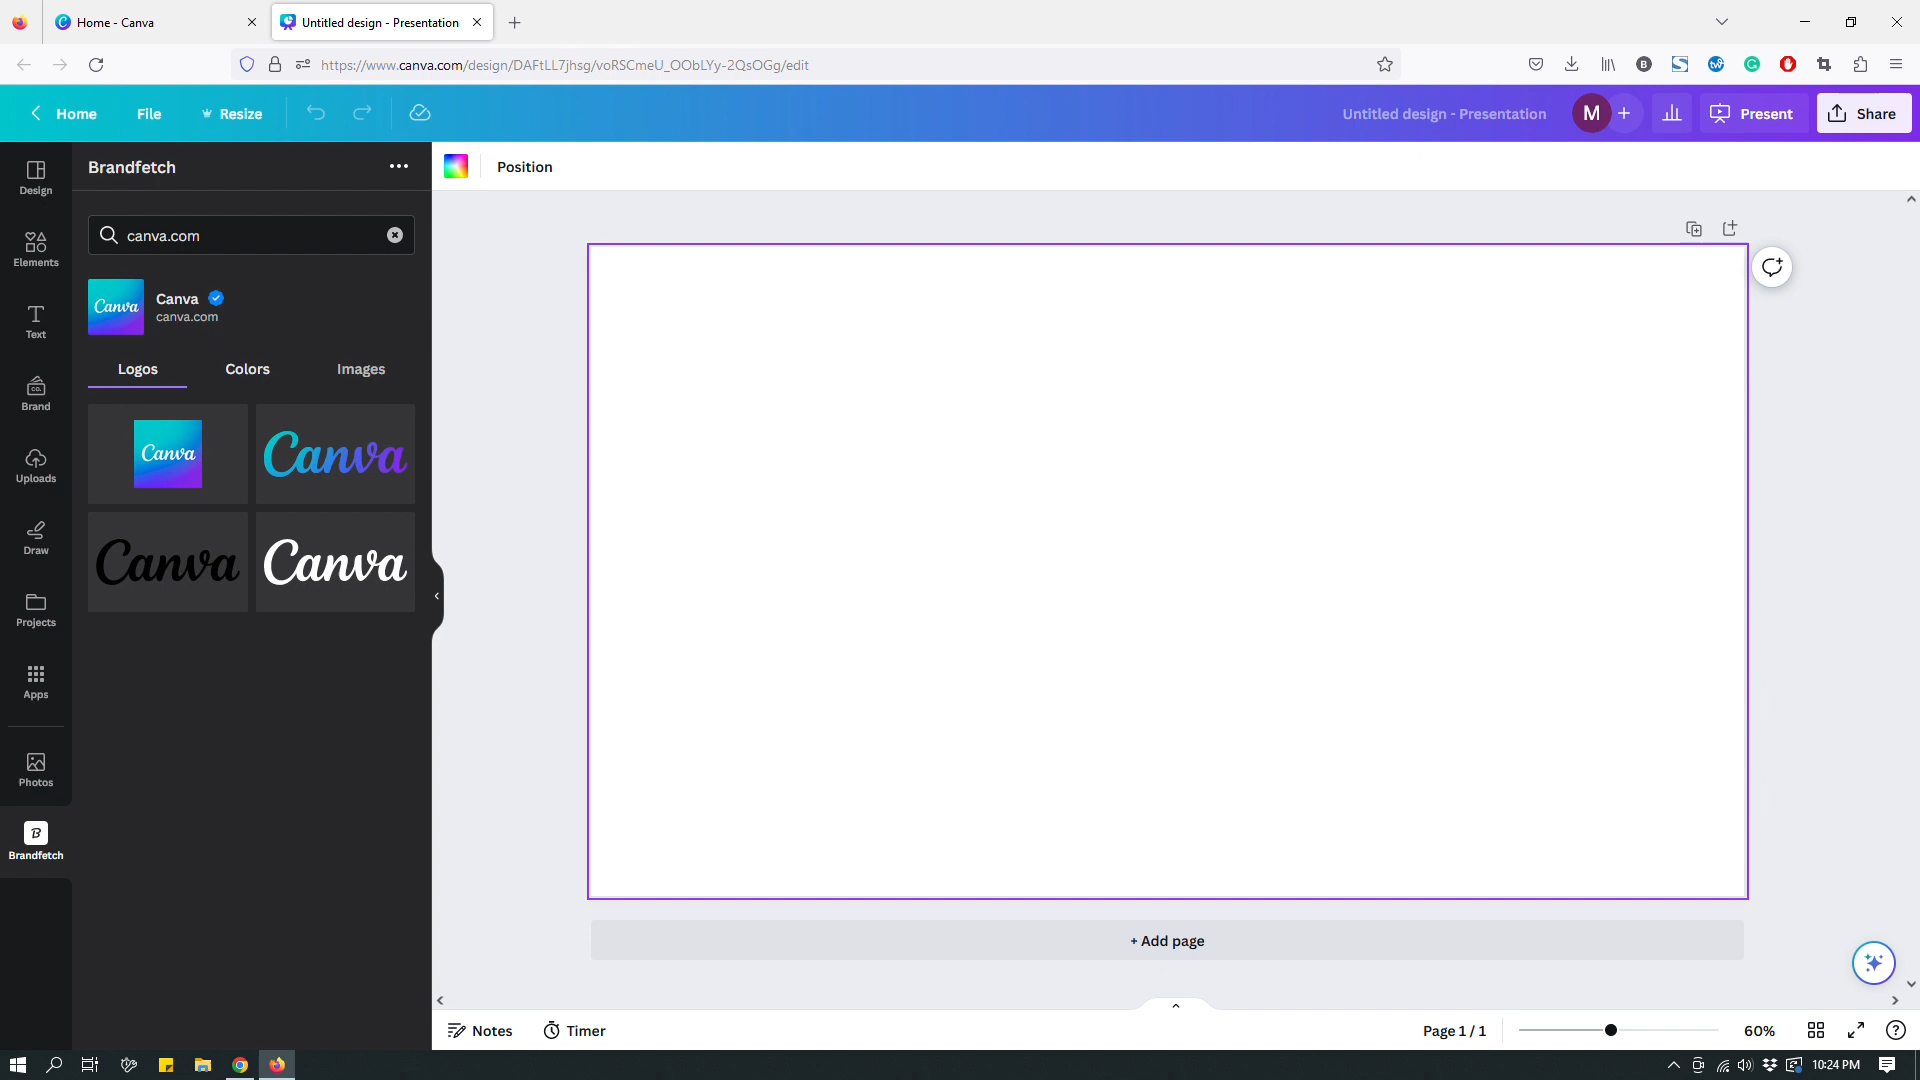 Home - Canva
Untitled design - Presentation
https://www.canva.com/design/DAFtLL7jhsg/voRSCmeU_OObLYy-2QsOGg/edit
Home
File
Resize
Untitled design - Presentation
M
Present
Share
Design
Elements
Text
Brand
Uploads
Draw
Projects
Apps
Photos
Brandfetch
Brandfetch
canva.com
Canva
Canva
canva.com
Logos
Colors
Images
Canva
Canva
Canva
Canva
Position
+ Add page
Notes
Timer
Page 1 / 1
60%
10:24 PM